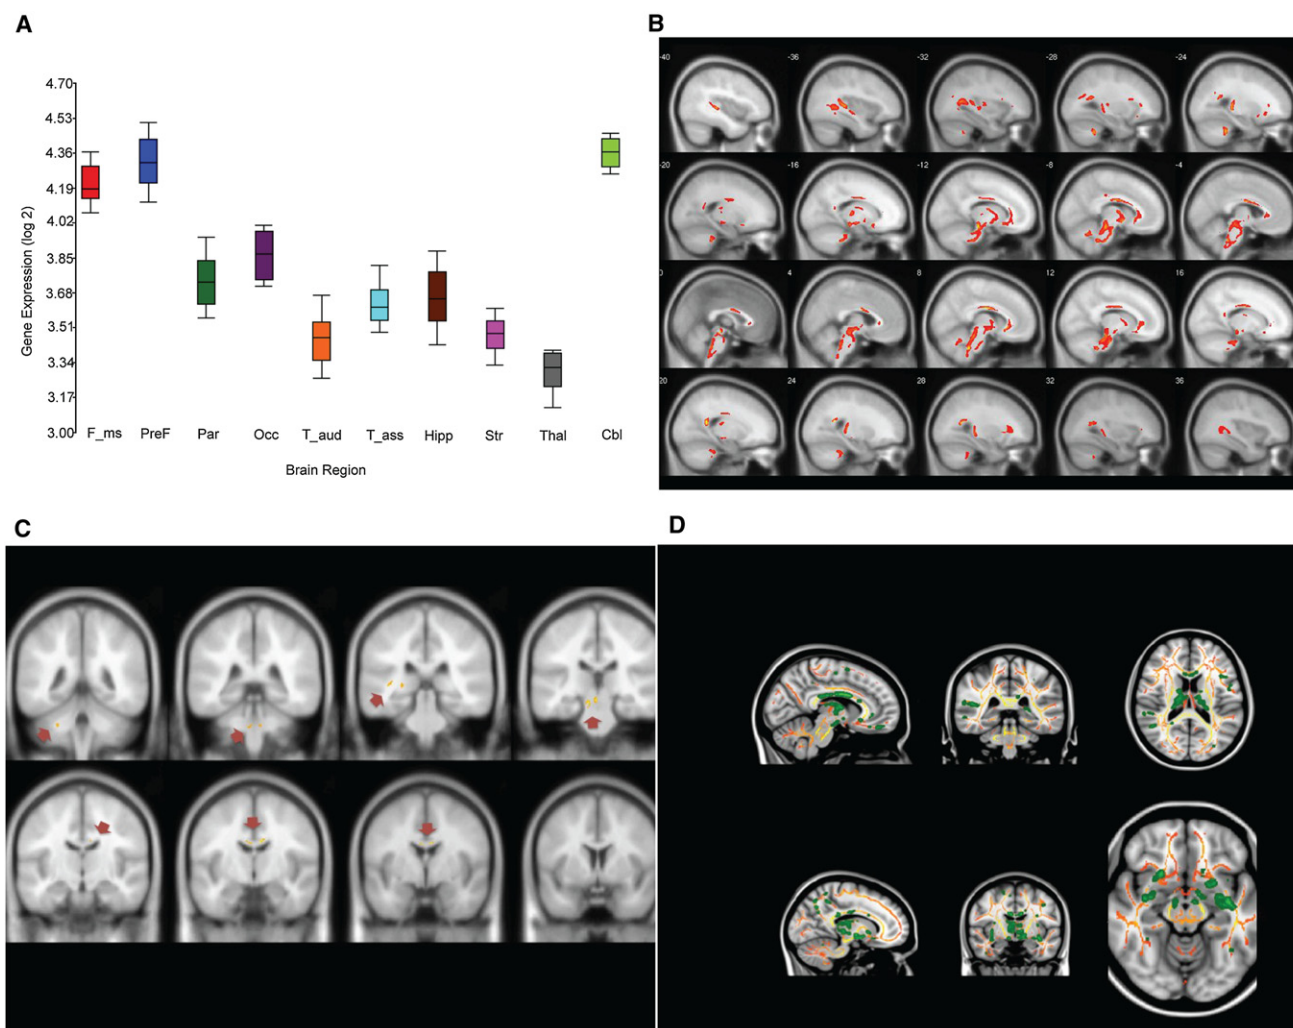 A
4.70
4.53
4.36
4.19
4.02
3.85
3.68
3.51
3.34
3.17
3.00
Gene Expression (log 2)
F_ms PreF Par Occ T_aud T_ass Hipp Str Thal Cbl
Brain Region
B
-40 -36 -32 -28 -24
-20 -16 -12 -8 -4
0 4 8 12 16
20 24 28 32 36
C
D